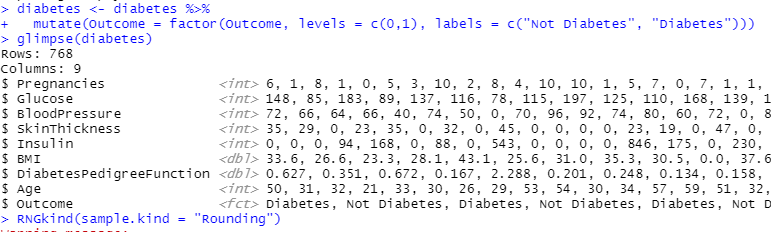 > diabetes <- diabetes %>%
+   mutate(Outcome = factor(Outcome, levels = c(0,1), labels = c("Not Diabetes", "Diabetes")))
> glimpse(diabetes)
Rows: 768
Columns: 9
$ Pregnancies              <int> 6, 1, 8, 1, 0, 5, 3, 10, 2, 8, 4, 10, 10, 1, 5, 7, 0, 7, 1, 1,
$ Glucose                  <int> 148, 85, 183, 89, 137, 116, 78, 115, 197, 125, 110, 168, 139, 1
$ BloodPressure            <int> 72, 66, 64, 66, 40, 74, 50, 0, 70, 96, 92, 74, 80, 60, 72, 0, 8
$ SkinThickness            <int> 35, 29, 0, 23, 35, 0, 32, 0, 45, 0, 0, 0, 0, 23, 19, 0, 47, 0,
$ Insulin                  <int> 0, 0, 0, 94, 168, 0, 88, 0, 543, 0, 0, 0, 0, 846, 175, 0, 230,
$ BMI                      <dbl> 33.6, 26.6, 23.3, 28.1, 43.1, 25.6, 31.0, 35.3, 30.5, 0.0, 37.6
$ DiabetesPedigreeFunction <dbl> 0.627, 0.351, 0.672, 0.167, 2.288, 0.201, 0.248, 0.134, 0.158,
$ Age                      <int> 50, 31, 32, 21, 33, 30, 26, 29, 53, 54, 30, 34, 57, 59, 51, 32,
$ Outcome                  <fct> Diabetes, Not Diabetes, Diabetes, Not Diabetes, Diabetes, Not D
> RNGkind(sample.kind = "Rounding")